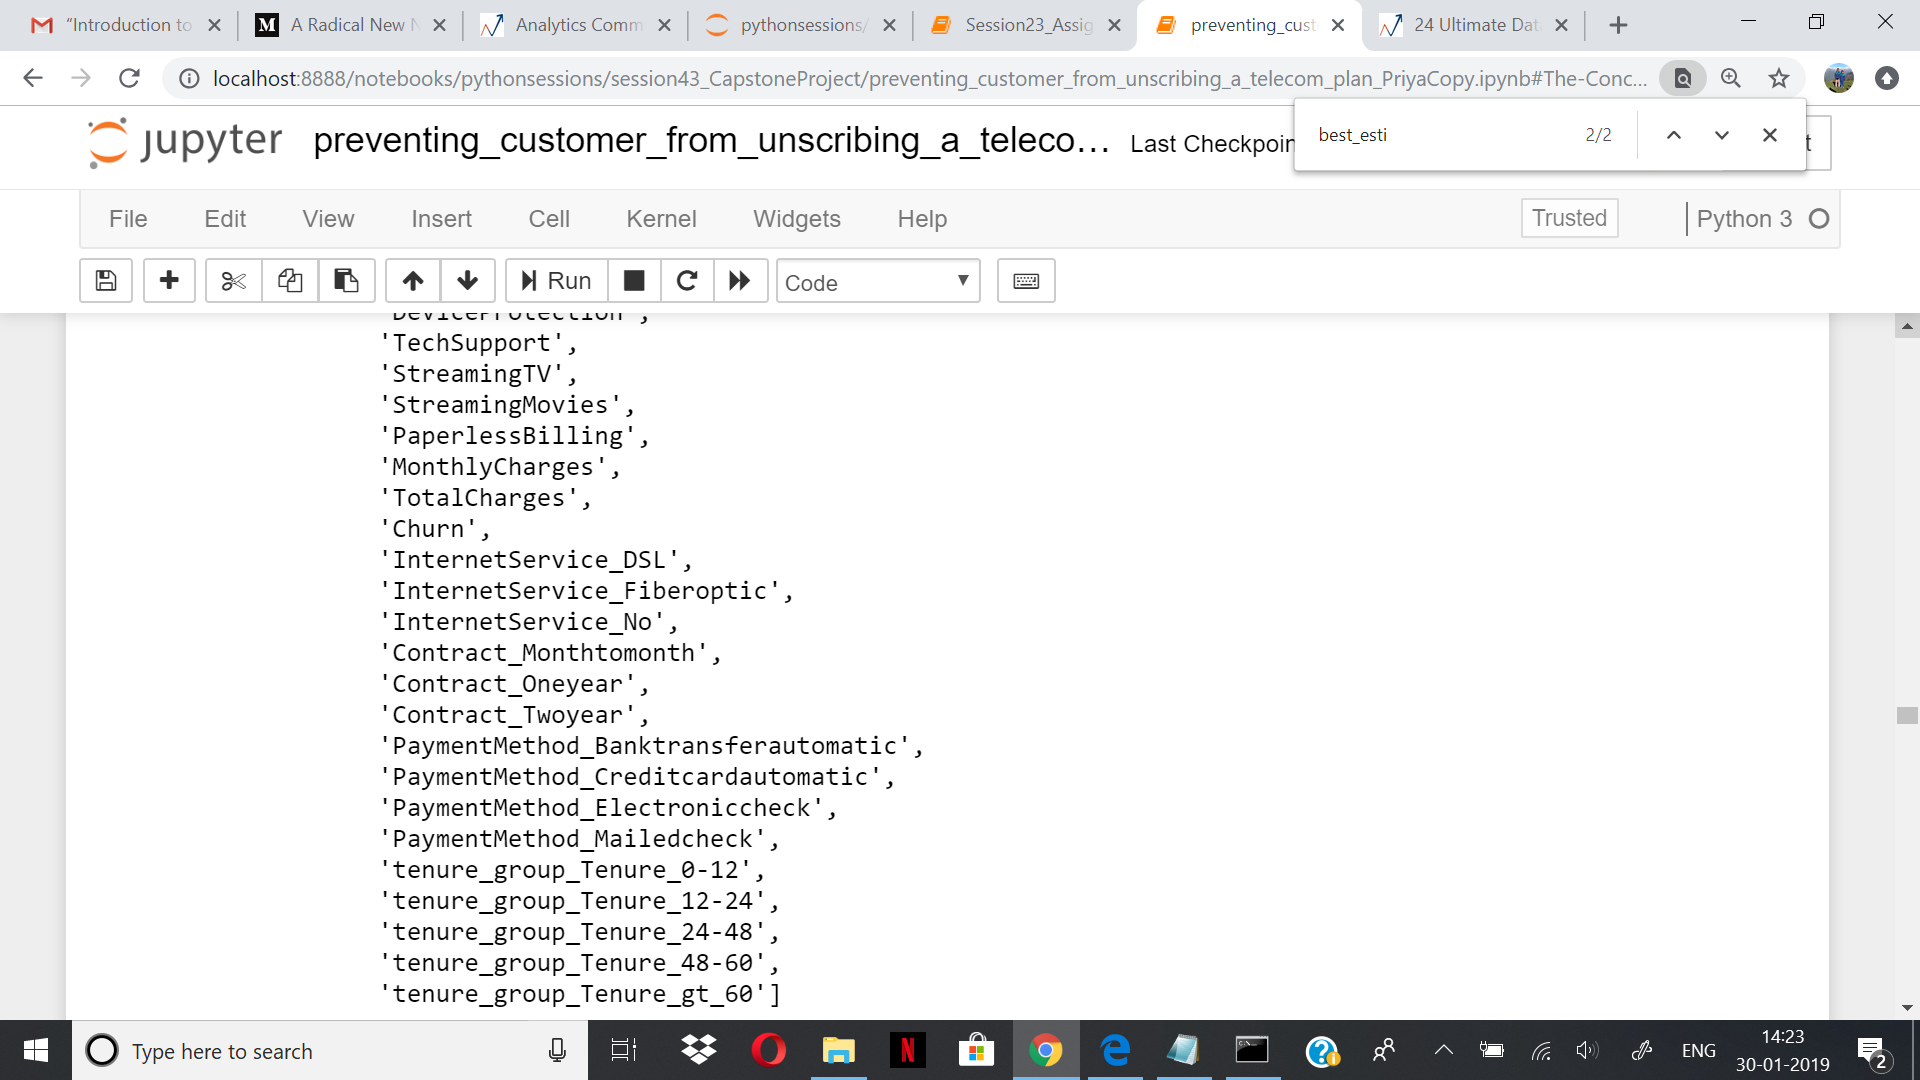 "Introduction to
A Radical New N
Analytics Comm
pythonsessions/
Session23_Assig
preventing_cust
24 Ultimate Dat
localhost:8888/notebooks/pythonsessions/session43_CapstoneProject/preventing_customer_from_unscribing_a_telecom_plan_PriyaCopy.ipynb#The-Conc...
best_esti 2/2
jupyter preventing_customer_from_unscribing_a_teleco... Last Checkpoin
File Edit View Insert Cell Kernel Widgets Help Trusted Python 3
Run Code
'DeviceProtection',
'TechSupport',
'StreamingTV',
'StreamingMovies',
'PaperlessBilling',
'MonthlyCharges',
'TotalCharges',
'Churn',
'InternetService_DSL',
'InternetService_Fiberoptic',
'InternetService_No',
'Contract_Monthtomonth',
'Contract_Oneyear',
'Contract_Twoyear',
'PaymentMethod_Banktransferautomatic',
'PaymentMethod_Creditcardautomatic',
'PaymentMethod_Electroniccheck',
'PaymentMethod_Mailedcheck',
'tenure_group_Tenure_0-12',
'tenure_group_Tenure_12-24',
'tenure_group_Tenure_24-48',
'tenure_group_Tenure_48-60',
'tenure_group_Tenure_gt_60']
Type here to search
ENG
14:23
30-01-2019
2